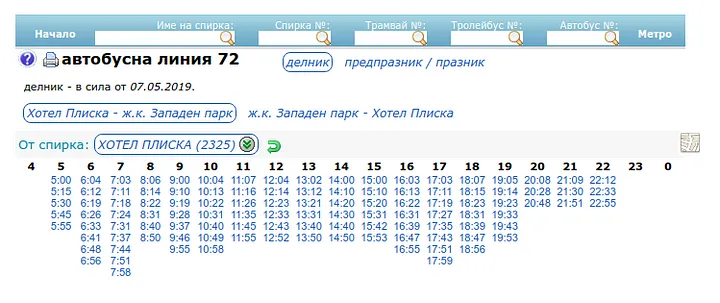 Начало Име на спирка: Спирка №: Трамвай №: Тролейбус №: Автобус №: Метро
автобусна линия 72 делник предпразник / празник
делник - в сила от 07.05.2019.
Хотел Плиска - ж.к. Западен парк ж.к. Западен парк - Хотел Плиска
От спирка: ХОТЕЛ ПЛИСКА (2325)
4 5 6 7 8 9 10 11 12 13 14 15 16 17 18 19 20 21 22 23 0
5:00 6:04 7:03 8:06 9:00 10:04 11:07 12:04 13:02 14:00 15:00 16:03 17:03 18:07 19:05 20:08 21:09 22:12
5:15 6:12 7:11 8:14 9:10 10:13 11:16 12:14 13:12 14:10 15:10 16:13 17:11 18:15 19:14 20:28 21:30 22:33
5:30 6:19 7:18 8:22 9:19 10:22 11:26 12:23 13:21 14:20 15:20 16:22 17:19 18:23 19:23 20:48 21:51 22:55
5:45 6:26 7:24 8:31 9:28 10:31 11:35 12:33 13:31 14:30 15:31 16:31 17:27 18:31 19:33
5:55 6:33 7:31 8:40 9:37 10:40 11:45 12:43 13:40 14:40 15:42 16:39 17:35 18:39 19:43
6:41 7:37 8:50 9:46 10:49 11:55 12:52 13:50 14:50 15:53 16:47 17:43 18:47 19:53
6:48 7:44 9:55 10:58 16:55 17:51 18:56
6:56 7:51 17:59
7:58